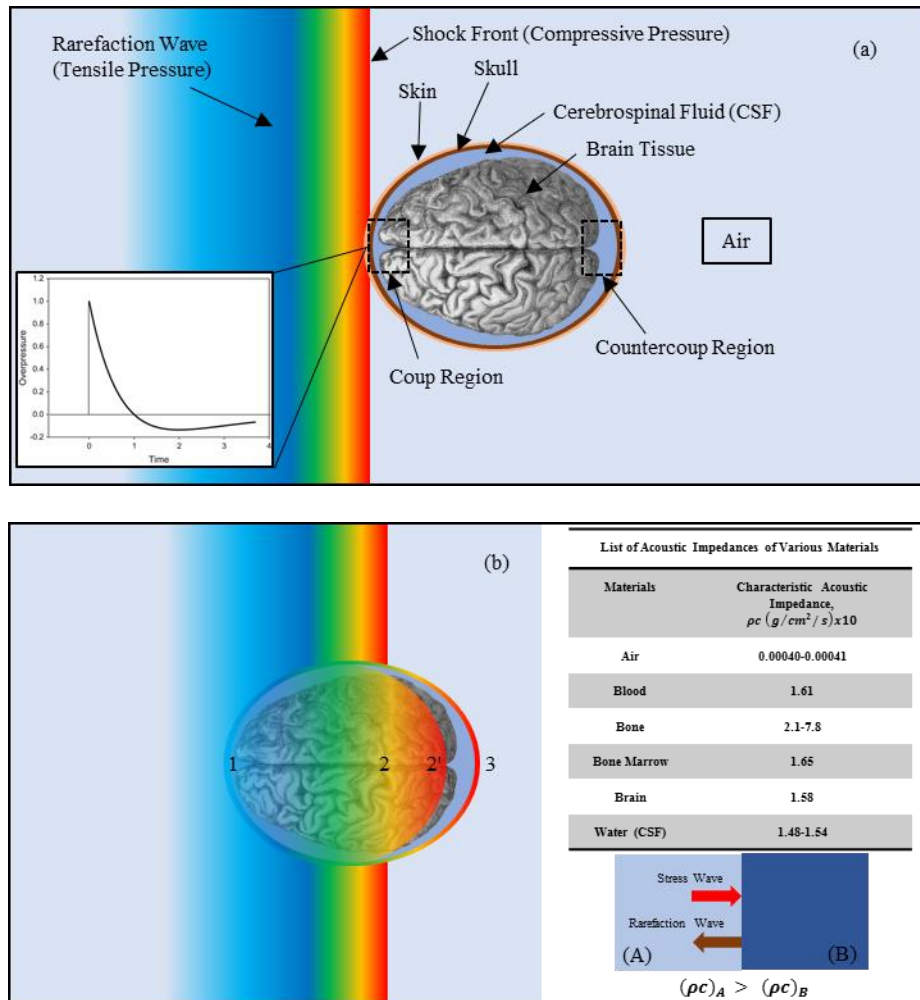 Rarefaction Wave
(Tensile Pressure)
Shock Front (Compressive Pressure)
(a)
Skull
Skin
Cerebrospinal Fluid (CSF)
Brain Tissue
Air
Countercoup Region
Coup Region
Overpressure
1.2
1.0
0.8
0.6
0.4
0.2
0.0
-0.2
0 1 2 3 4
Time
(b)
1 2 2' 3
List of Acoustic Impedances of Various Materials
Materials Characteristic Acoustic
Impedance,
ρc (g/cm²/s)x10
Air 0.00040-0.00041
Blood 1.61
Bone 2.1-7.8
Bone Marrow 1.65
Brain 1.58
Water (CSF) 1.48-1.54
Stress Wave
Rarefaction Wave
(A) (B)
(ρc)A > (ρc)B